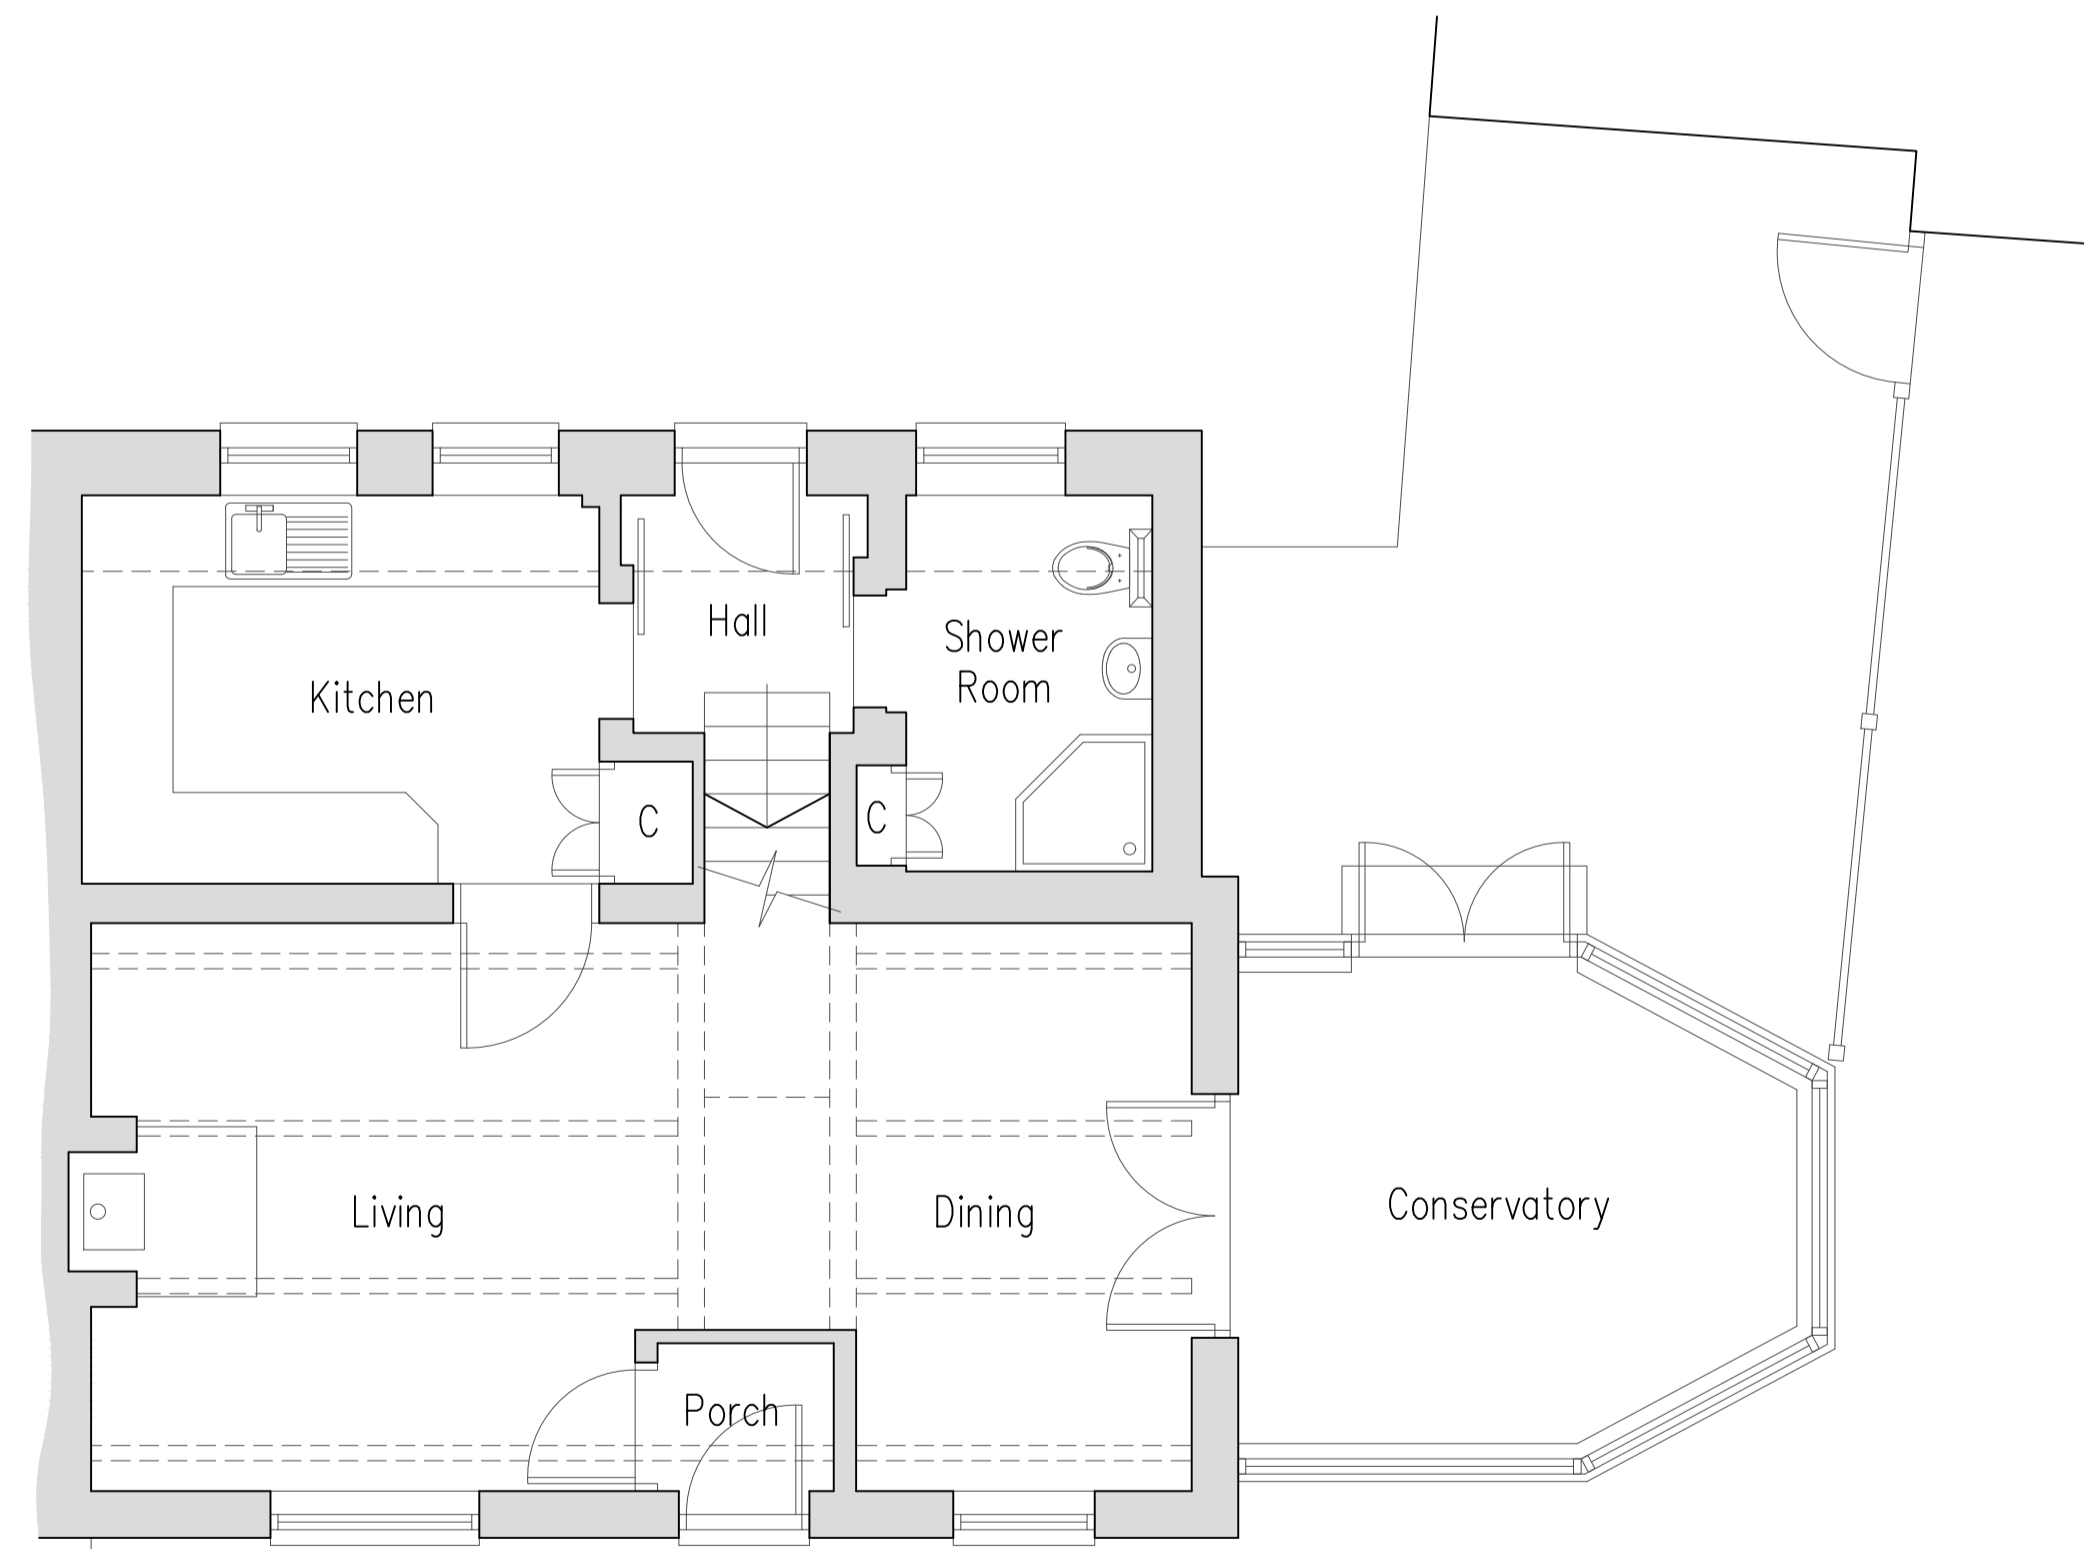 Hall
Shower
Room
Kitchen
C
C
Living
Dining
Conservatory
Porch